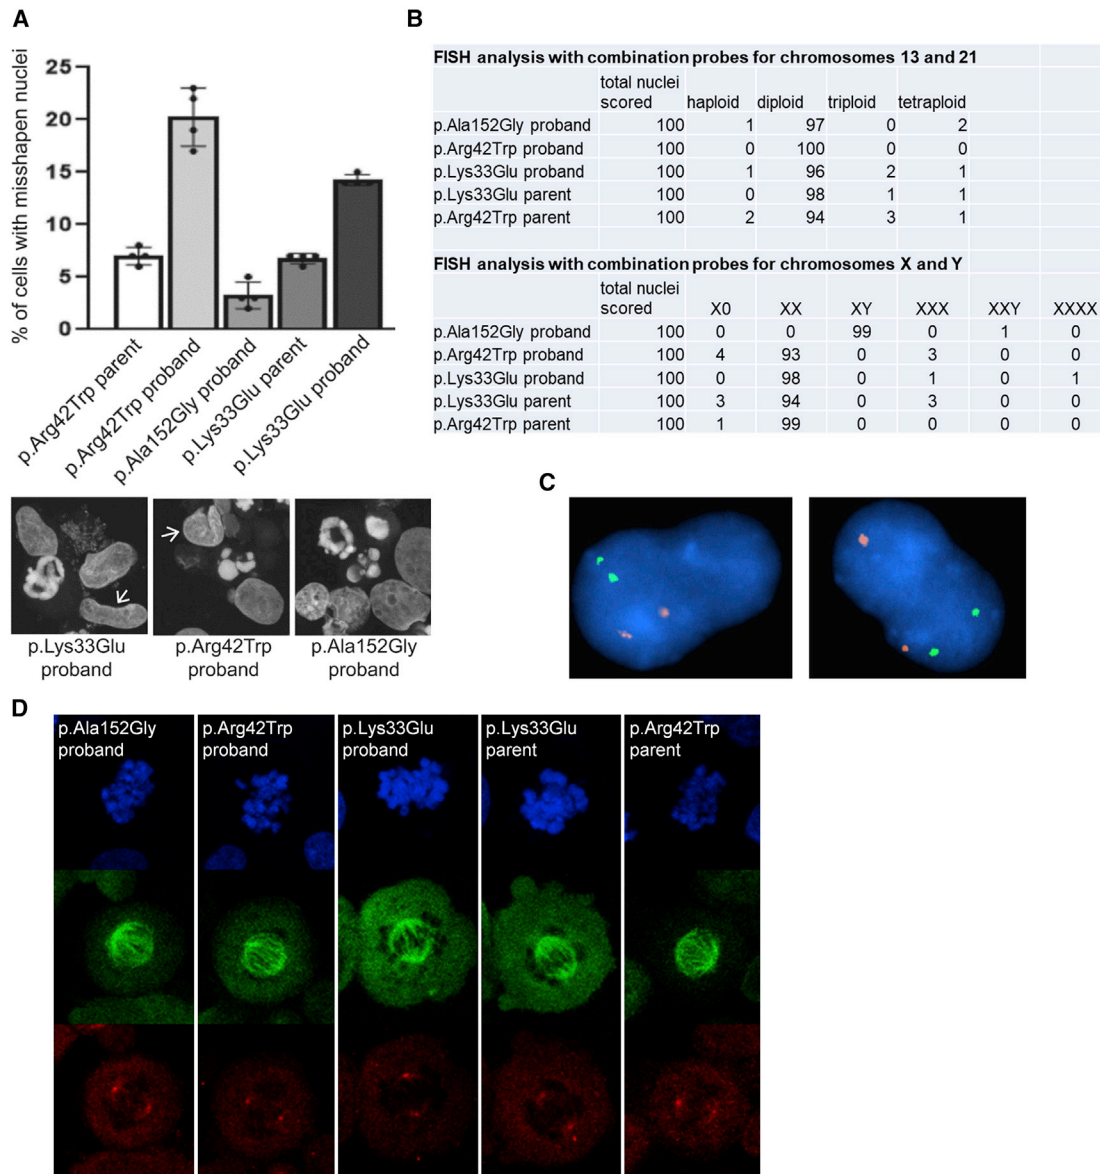 A
% of cells with misshapen nuclei
25
20
15
10
5
0
p.Arg42Trp parent
p.Arg42Trp proband
p.Ala152Gly proband
p.Lys33Glu parent
p.Lys33Glu proband
p.Lys33Glu proband
p.Arg42Trp proband
p.Ala152Gly proband
B
FISH analysis with combination probes for chromosomes 13 and 21
total nuclei scored haploid diploid triploid tetraploid
p.Ala152Gly proband 100 1 97 0 2
p.Arg42Trp proband 100 0 100 0 0
p.Lys33Glu proband 100 1 96 2 1
p.Lys33Glu parent 100 0 98 1 1
p.Arg42Trp parent 100 2 94 3 1
FISH analysis with combination probes for chromosomes X and Y
total nuclei scored X0 XX XY XXX XXY XXXX
p.Ala152Gly proband 100 0 0 99 0 1 0
p.Arg42Trp proband 100 4 93 0 3 0 0
p.Lys33Glu proband 100 0 98 0 1 0 1
p.Lys33Glu parent 100 3 94 0 3 0 0
p.Arg42Trp parent 100 1 99 0 0 0 0
C
D
p.Ala152Gly proband
p.Arg42Trp proband
p.Lys33Glu proband
p.Lys33Glu parent
p.Arg42Trp parent